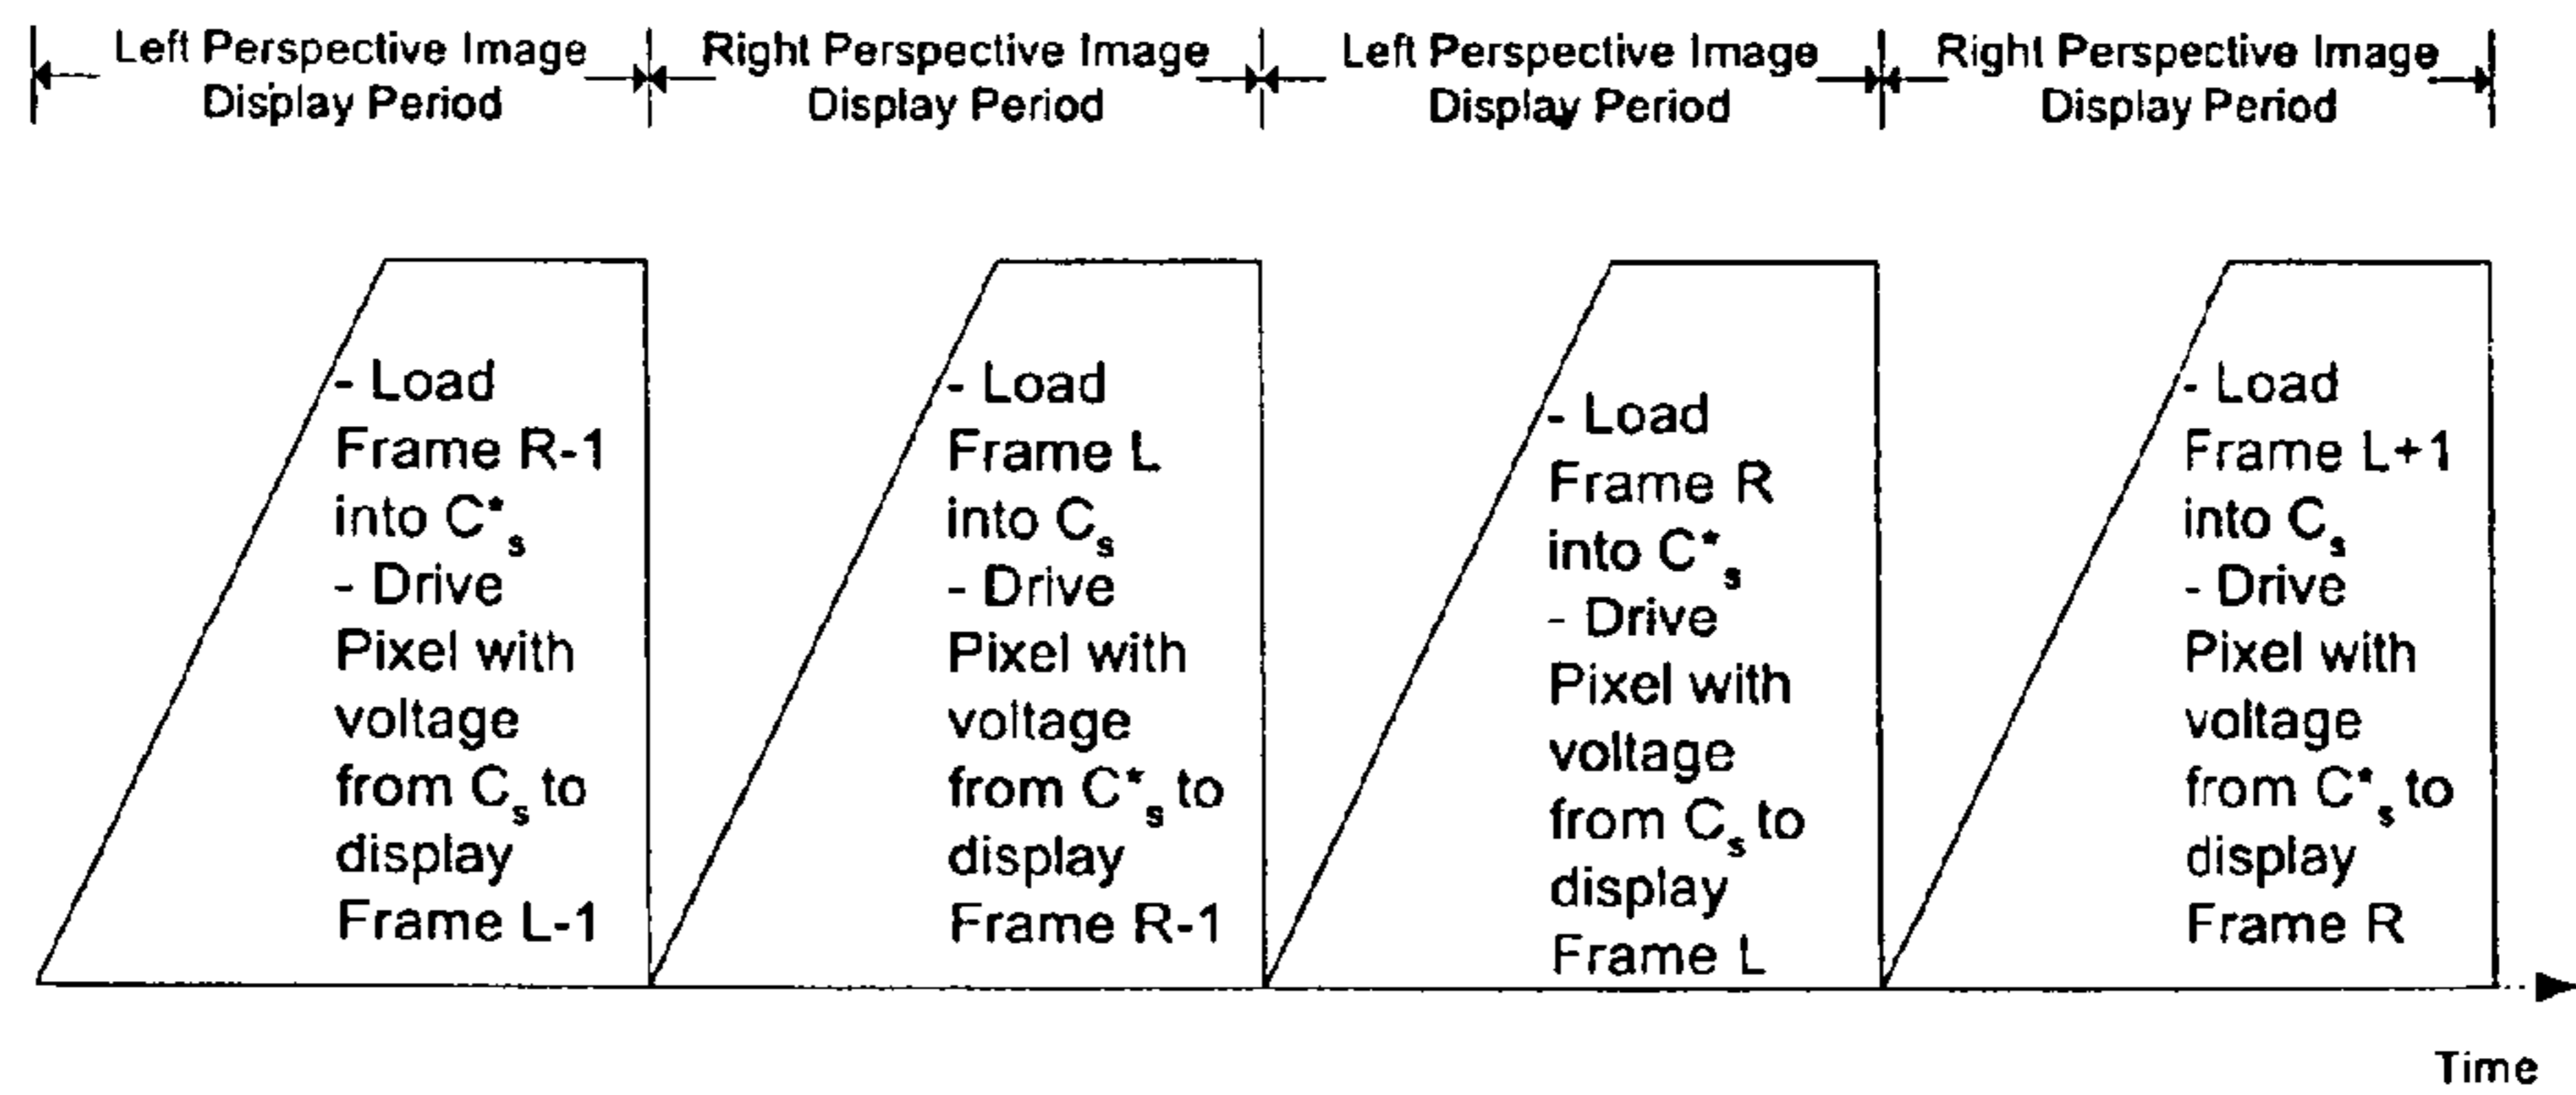 Left Perspective Image
Display Period
Right Perspective Image
Display Period
Left Perspective Image
Display Period
Right Perspective Image
Display Period
- Load
Frame R-1
into C*s
- Drive
Pixel with
voltage
from Cs to
display
Frame L-1
- Load
Frame L
into Cs
- Drive
Pixel with
voltage
from C*s to
display
Frame R-1
- Load
Frame R
into C*s
- Drive
Pixel with
voltage
from Cs to
display
Frame L
- Load
Frame L+1
into Cs
- Drive
Pixel with
voltage
from C*s to
display
Frame R
Time